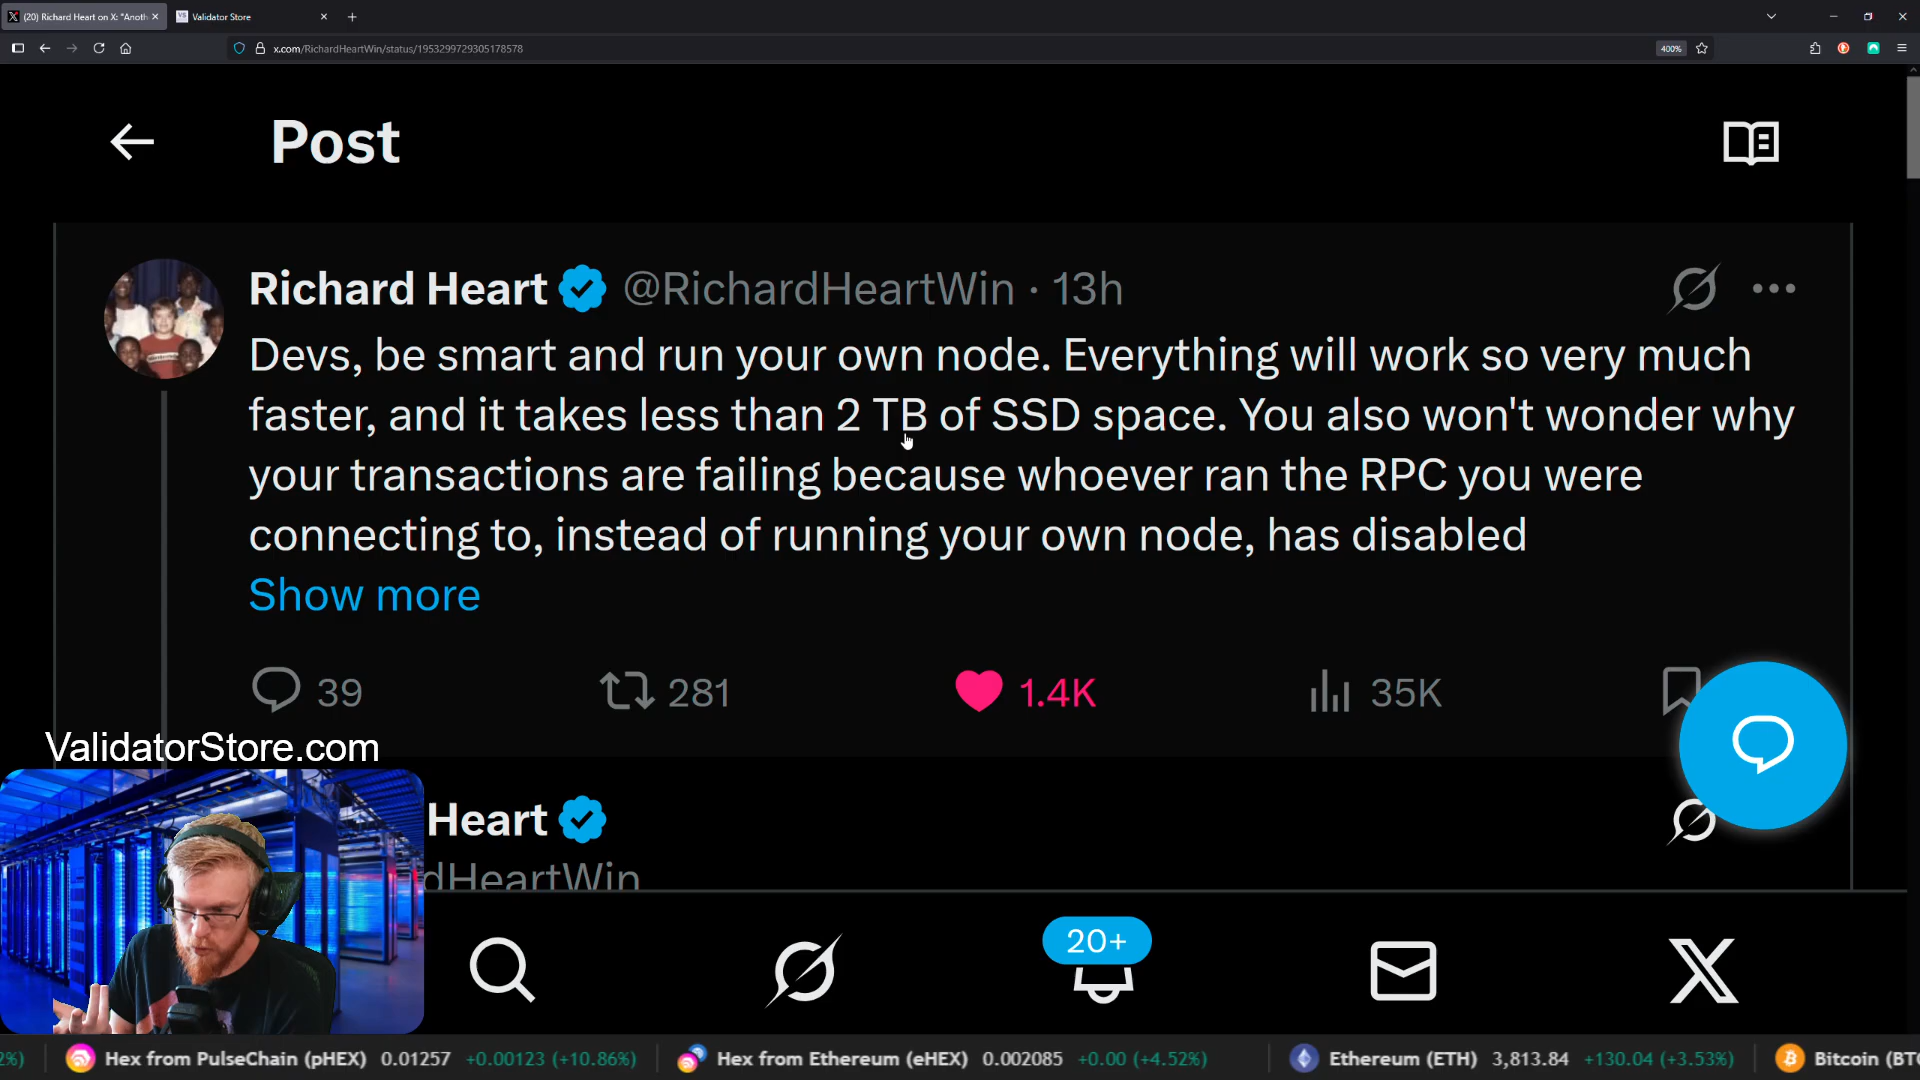 (20) Richard Heart on X: "Anoth
Validator Store
x.com/RichardHeartWin/status/1953299729305178578
400%
Post
Richard Heart @RichardHeartWin · 13h
Devs, be smart and run your own node. Everything will work so very much
faster, and it takes less than 2 TB of SSD space. You also won't wonder why
your transactions are failing because whoever ran the RPC you were
connecting to, instead of running your own node, has disabled
Show more
39
281
1.4K
35K
ValidatorStore.com
Heart
dHeartWin
20+
2%)
Hex from PulseChain (pHEX) 0.01257 +0.00123 (+10.86%)
Hex from Ethereum (eHEX) 0.002085 +0.00 (+4.52%)
Ethereum (ETH) 3,813.84 +130.04 (+3.53%)
Bitcoin (BTC